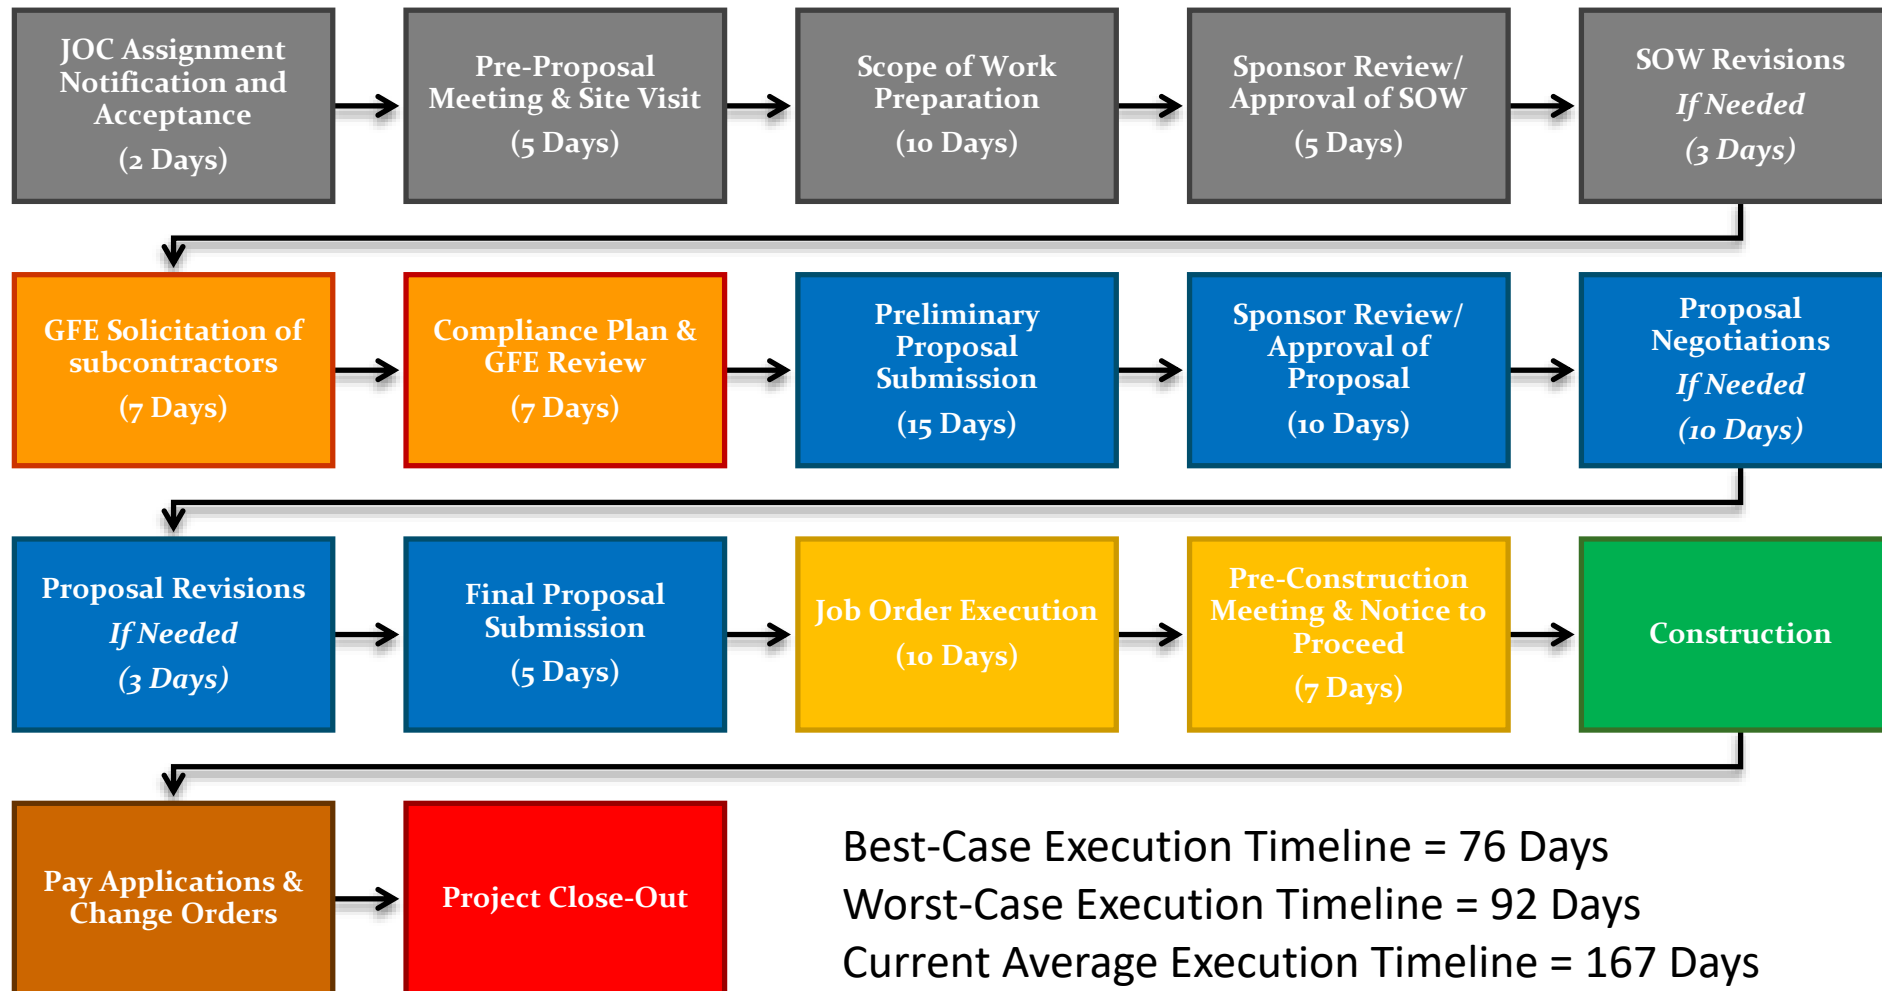 JOC Assignment
Notification and
Acceptance
(2 Days)
Pre-Proposal
Meeting & Site Visit
(5 Days)
Scope of Work
Preparation
(10 Days)
Sponsor Review/
Approval of SOW
(5 Days)
SOW Revisions
If Needed
(3 Days)
GFE Solicitation of
subcontractors
(7 Days)
Compliance Plan &
GFE Review
(7 Days)
Preliminary
Proposal
Submission
(15 Days)
Sponsor Review/
Approval of
Proposal
(10 Days)
Proposal
Negotiations
If Needed
(10 Days)
Proposal Revisions
If Needed
(3 Days)
Final Proposal
Submission
(5 Days)
Job Order Execution
(10 Days)
Pre-Construction
Meeting & Notice to
Proceed
(7 Days)
Construction
Pay Applications &
Change Orders
Project Close-Out
Best-Case Execution Timeline = 76 Days
Worst-Case Execution Timeline = 92 Days
Current Average Execution Timeline = 167 Days